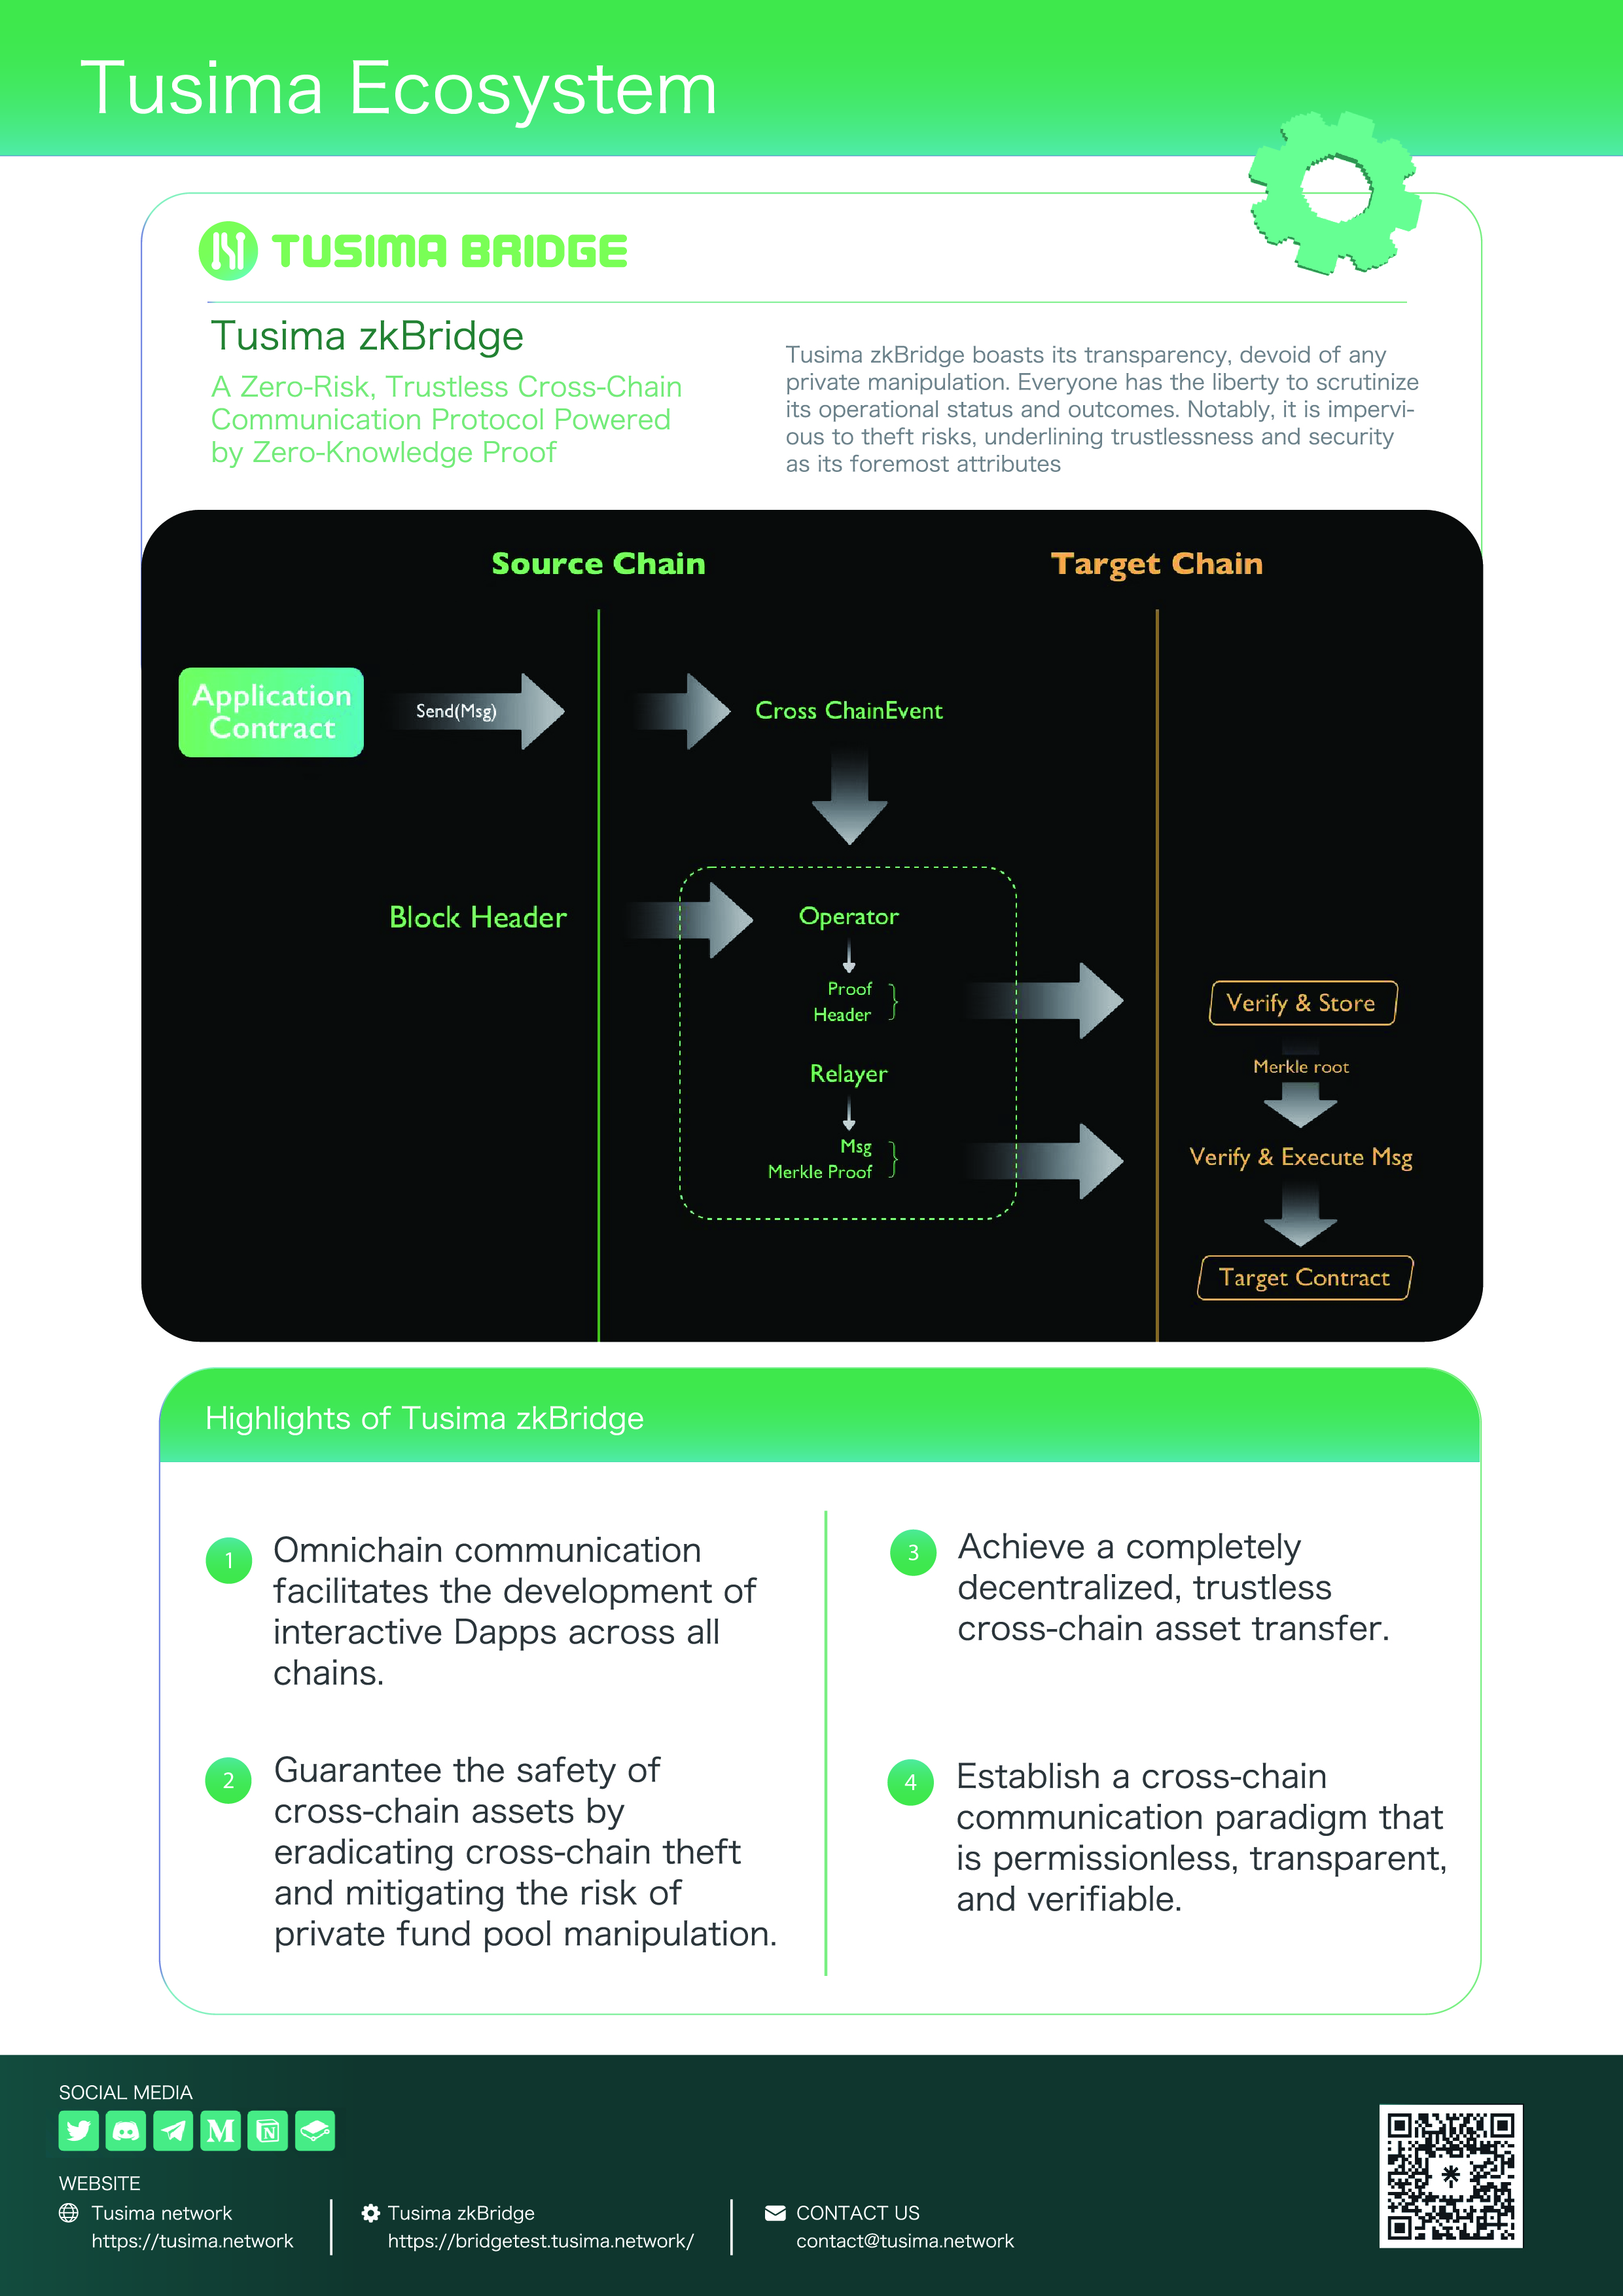 Tusima Ecosystem
TUSIMA BRIDGE
Tusima zkBridge
A Zero-Risk, Trustless Cross-Chain
Communication Protocol Powered
by Zero-Knowledge Proof
Tusima zkBridge boasts its transparency, devoid of any
private manipulation. Everyone has the liberty to scrutinize
its operational status and outcomes. Notably, it is impervi-
ous to theft risks, underlining trustlessness and security
as its foremost attributes
Source Chain
Target Chain
Application
Contract
Send(Msg)
Cross ChainEvent
Block Header
Operator
Proof
Header
Relayer
Msg
Merkle Proof
Verify & Store
Merkle root
Verify & Execute Msg
Target Contract
Highlights of Tusima zkBridge
1
Omnichain communication
facilitates the development of
interactive Dapps across all
chains.
2
Guarantee the safety of
cross-chain assets by
eradicating cross-chain theft
and mitigating the risk of
private fund pool manipulation.
3
Achieve a completely
decentralized, trustless
cross-chain asset transfer.
4
Establish a cross-chain
communication paradigm that
is permissionless, transparent,
and verifiable.
SOCIAL MEDIA
WEBSITE
Tusima network
https://tusima.network
Tusima zkBridge
https://bridgetest.tusima.network/
CONTACT US
contact@tusima.network